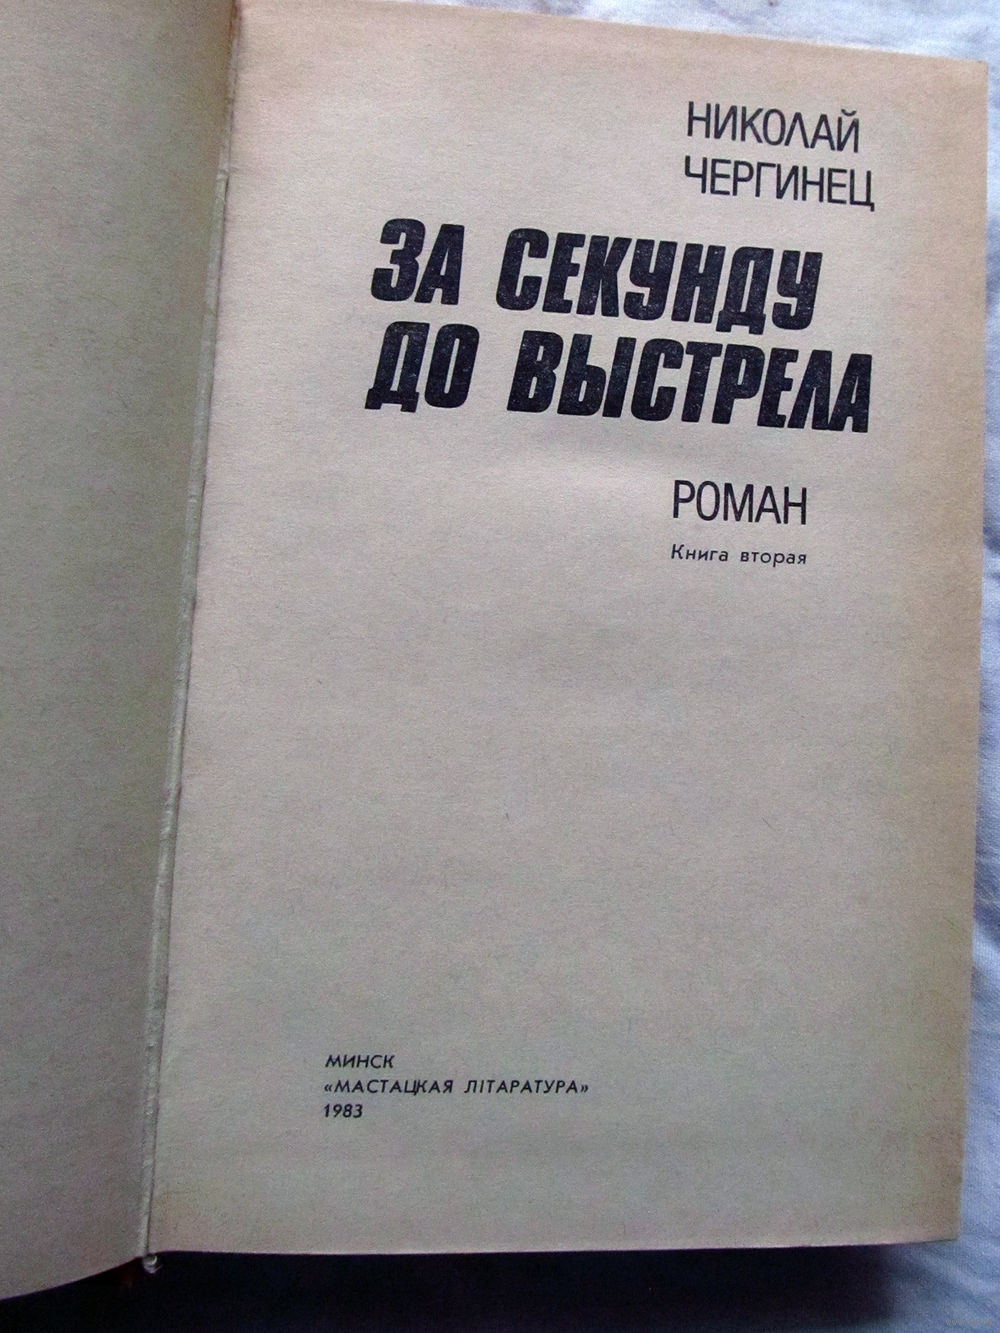 НИКОЛАЙ
ЧЕРГИНЕЦ
ЗА СЕКУНДУ
ДО ВЫСТРЕЛА
РОМАН
Книга вторая
МИНСК
«МАСТАЦКАЯ ЛІТАРАТУРА»
1983